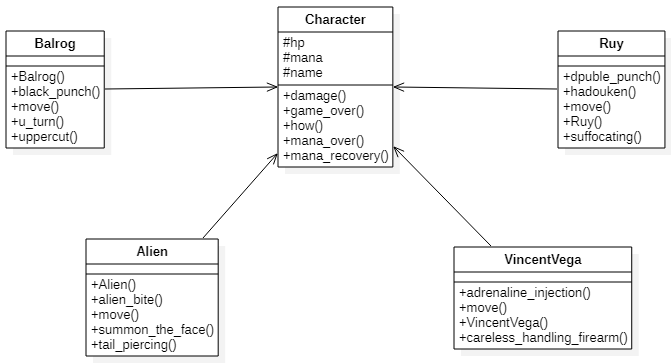 Character
#hp
#mana
#name
+damage()
+game_over()
+how()
+mana_over()
+mana_recovery()
Balrog
+Balrog()
+black_punch()
+move()
+u_turn()
+uppercut()
Ruy
+dpuble_punch()
+hadouken()
+move()
+Ruy()
+suffocating()
Alien
+Alien()
+alien_bite()
+move()
+summon_the_face()
+tail_piercing()
VincentVega
+adrenaline_injection()
+move()
+VincentVega()
+careless_handling_firearm()